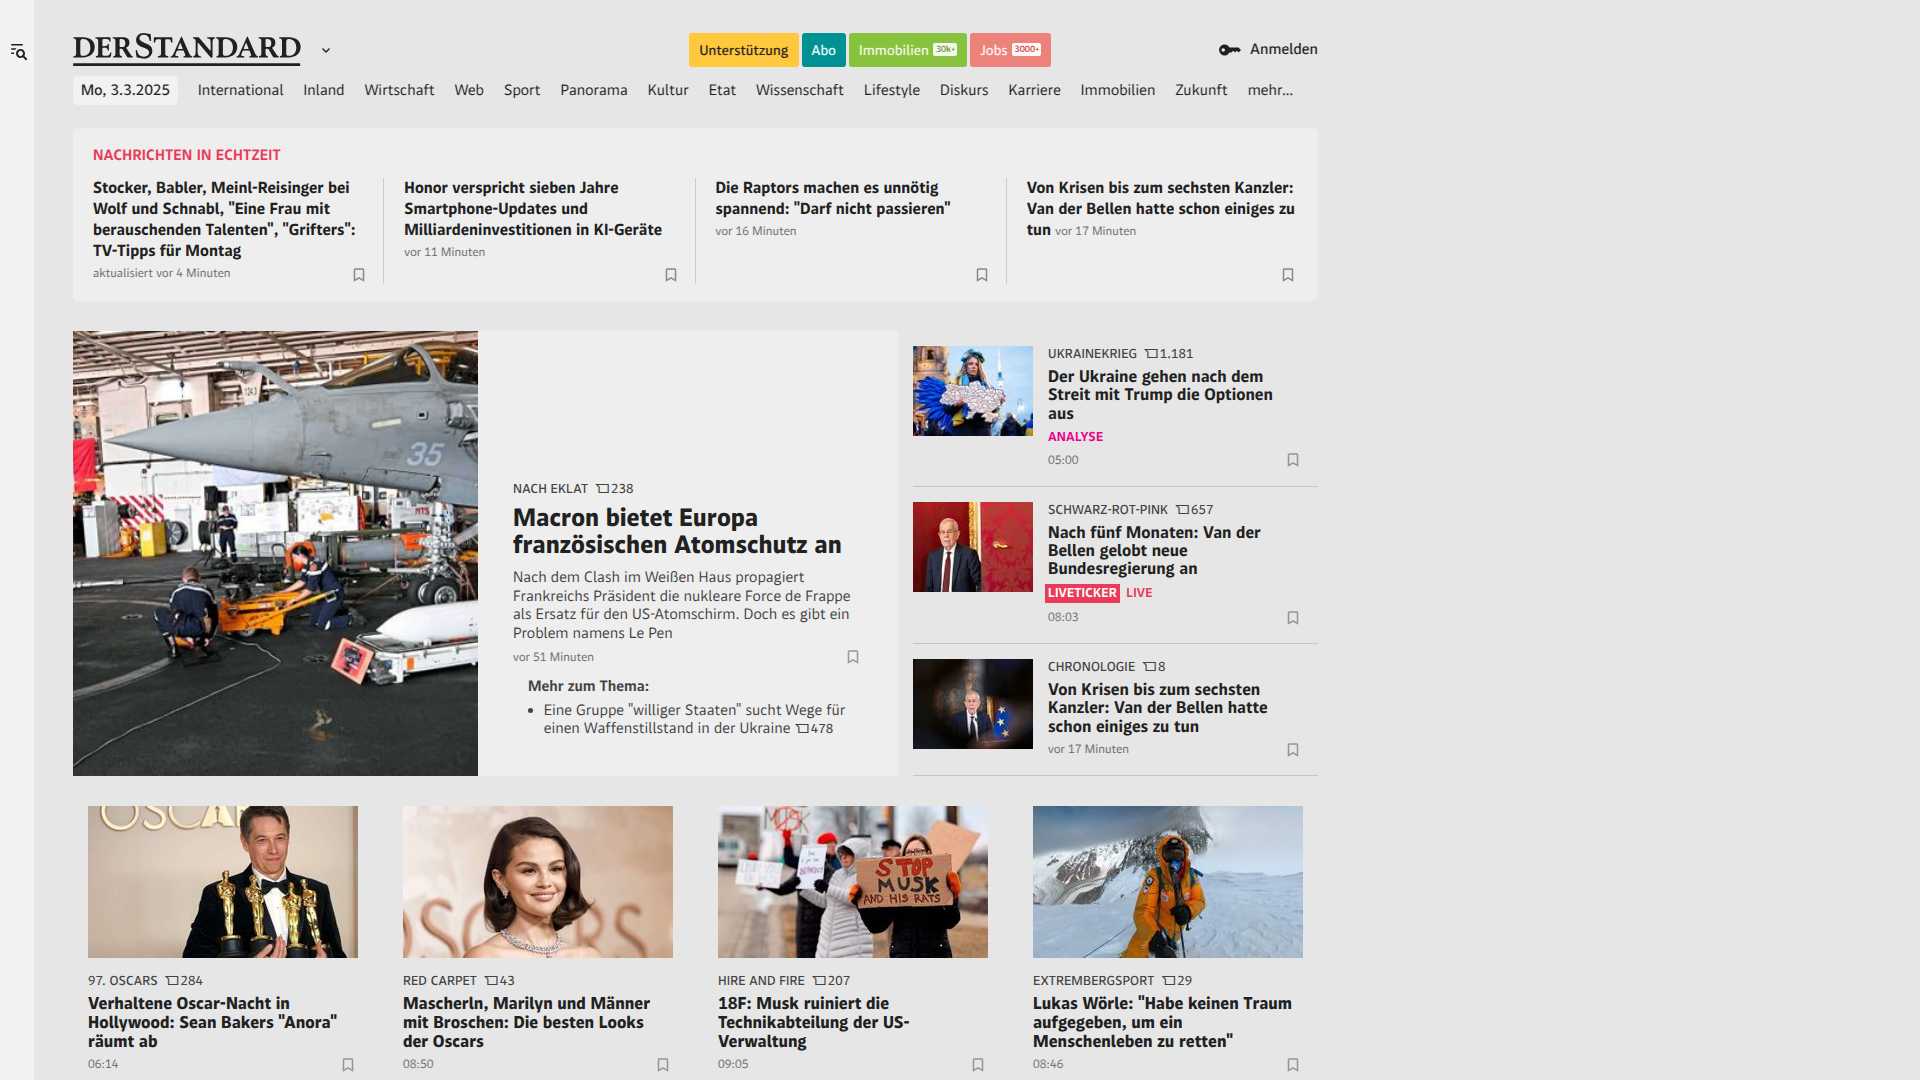 DERSTANDARD
Unterstützung
Abo
Immobilien 30k+
Jobs 3000+
Anmelden
Mo, 3.3.2025
International
Inland
Wirtschaft
Web
Sport
Panorama
Kultur
Etat
Wissenschaft
Lifestyle
Diskurs
Karriere
Immobilien
Zukunft
mehr...
NACHRICHTEN IN ECHTZEIT
Stocker, Babler, Meinl-Reisinger bei
Wolf und Schnabl, "Eine Frau mit
berauschenden Talenten", "Grifters":
TV-Tipps für Montag
aktualisiert vor 4 Minuten
Honor verspricht sieben Jahre
Smartphone-Updates und
Milliardeninvestitionen in KI-Geräte
vor 11 Minuten
Die Raptors machen es unnötig
spannend: "Darf nicht passieren"
vor 16 Minuten
Von Krisen bis zum sechsten Kanzler:
Van der Bellen hatte schon einiges zu
tun vor 17 Minuten
35
NACH EKLAT 238
Macron bietet Europa
französischen Atomschutz an
Nach dem Clash im Weißen Haus propagiert
Frankreichs Präsident die nukleare Force de Frappe
als Ersatz für den US-Atomschirm. Doch es gibt ein
Problem namens Le Pen
vor 51 Minuten
Mehr zum Thema:
Eine Gruppe "williger Staaten" sucht Wege für
einen Waffenstillstand in der Ukraine 478
UKRAINEKRIEG 1.181
Der Ukraine gehen nach dem
Streit mit Trump die Optionen
aus
ANALYSE
05:00
SCHWARZ-ROT-PINK 657
Nach fünf Monaten: Van der
Bellen gelobt neue
Bundesregierung an
LIVETICKER LIVE
08:03
CHRONOLOGIE 8
Von Krisen bis zum sechsten
Kanzler: Van der Bellen hatte
schon einiges zu tun
vor 17 Minuten
OSCA
97. OSCARS 284
Verhaltene Oscar-Nacht in
Hollywood: Sean Bakers "Anora"
räumt ab
06:14
OSCARS
RED CARPET 43
Mascherln, Marilyn und Männer
mit Broschen: Die besten Looks
der Oscars
08:50
MUSK
STOP
MUSK
AND HIS RATS
HIRE AND FIRE 207
18F: Musk ruiniert die
Technikabteilung der US-
Verwaltung
09:05
EXTREMBERGSPORT 29
Lukas Wörle: "Habe keinen Traum
aufgegeben, um ein
Menschenleben zu retten"
08:46